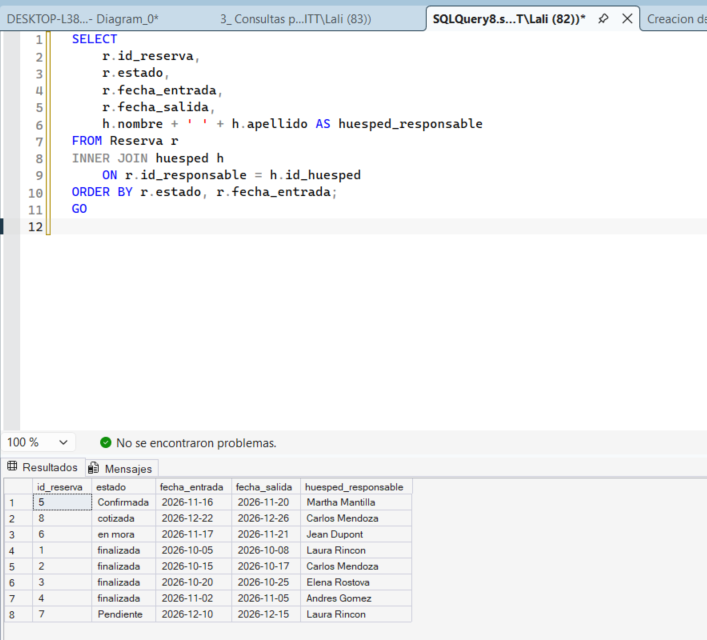 DESKTOP-L38...- Diagram_0* 3_ Consultas p...ITT\Lali (83)) SQLQuery8.s...T\Lali (82))* Creacion da
1 SELECT
2 r.id_reserva,
3 r.estado,
4 r.fecha_entrada,
5 r.fecha_salida,
6 h.nombre + ' ' + h.apellido AS huesped_responsable
7 FROM Reserva r
8 INNER JOIN huesped h
9 ON r.id_responsable = h.id_huesped
10 ORDER BY r.estado, r.fecha_entrada;
11 GO
12
100 % No se encontraron problemas.
Resultados Mensajes
id_reserva estado fecha_entrada fecha_salida huesped_responsable
1 5 Confirmada 2026-11-16 2026-11-20 Martha Mantilla
2 8 cotizada 2026-12-22 2026-12-26 Carlos Mendoza
3 6 en mora 2026-11-17 2026-11-21 Jean Dupont
4 1 finalizada 2026-10-05 2026-10-08 Laura Rincon
5 2 finalizada 2026-10-15 2026-10-17 Carlos Mendoza
6 3 finalizada 2026-10-20 2026-10-25 Elena Rostova
7 4 finalizada 2026-11-02 2026-11-05 Andres Gomez
8 7 Pendiente 2026-12-10 2026-12-15 Laura Rincon